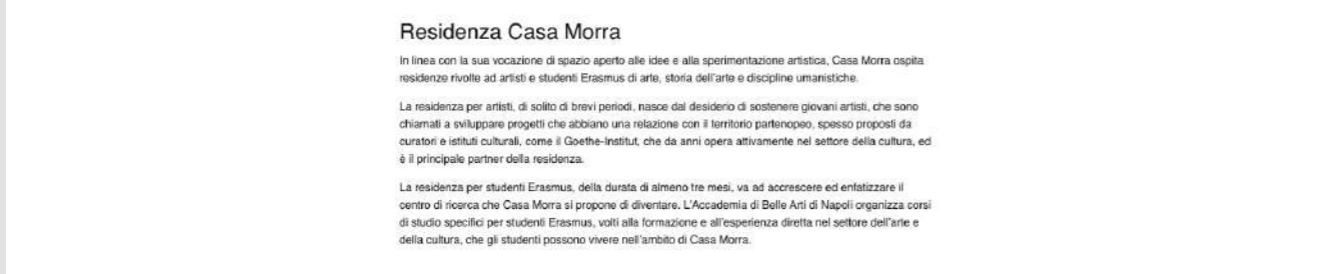 Residenza Casa Morra
In linea con la sua vocazione di spazio aperto alle idee e alla sperimentazione artistica, Casa Morra ospita
residenze rivolte ad artisti e studenti Erasmus di arte, storia dell'arte e discipline umanistiche.
La residenza per artisti, di solito di brevi periodi, nasce dal desiderio di sostenere giovani artisti, che sono
chiamati a sviluppare progetti che abbiano una relazione con il territorio partenopeo, spesso proposti da
curatori e istituti culturali, come il Goethe-Institut, che da anni opera attivamente nel settore della cultura, ed
è il principale partner della residenza.
La residenza per studenti Erasmus, della durata di almeno tre mesi, va ad accrescere ed enfatizzare il
centro di ricerca che Casa Morra si propone di diventare. L'Accademia di Belle Arti di Napoli organizza corsi
di studio specifici per studenti Erasmus, volti alla formazione e all'esperienza diretta nel settore dell'arte e
della cultura, che gli studenti possono vivere nell'ambito di Casa Morra.